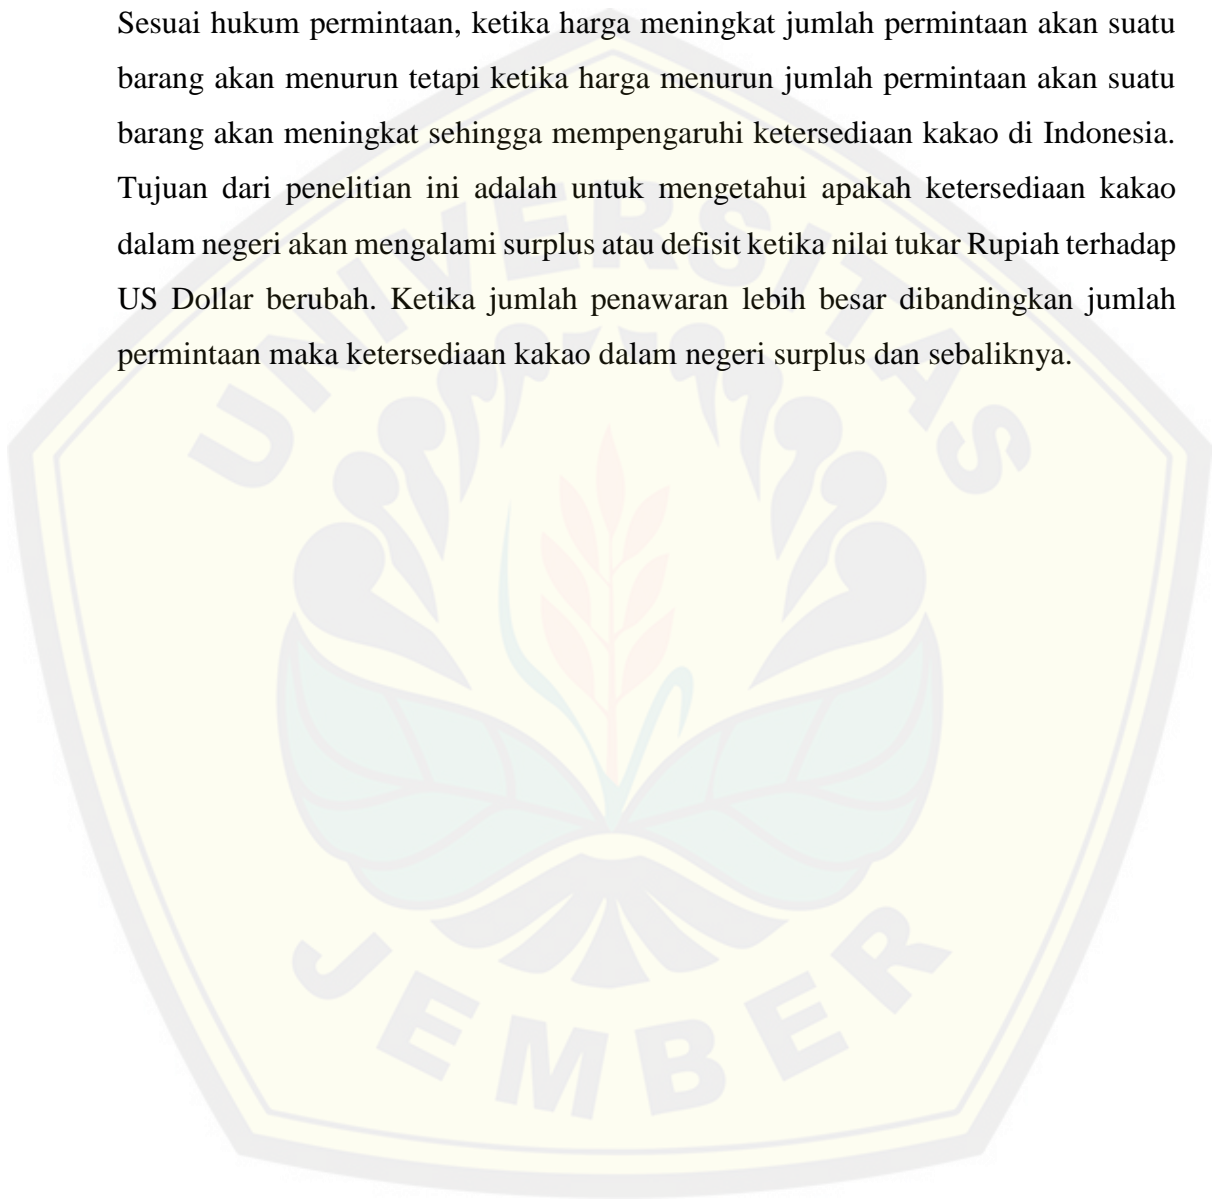 Sesuai hukum permintaan, ketika harga meningkat jumlah permintaan akan suatu
barang akan menurun tetapi ketika harga menurun jumlah permintaan akan suatu
barang akan meningkat sehingga mempengaruhi ketersediaan kakao di Indonesia.
Tujuan dari penelitian ini adalah untuk mengetahui apakah ketersediaan kakao
dalam negeri akan mengalami surplus atau defisit ketika nilai tukar Rupiah terhadap
US Dollar berubah. Ketika jumlah penawaran lebih besar dibandingkan jumlah
permintaan maka ketersediaan kakao dalam negeri surplus dan sebaliknya.
UNIVERSITAS
JEMBER